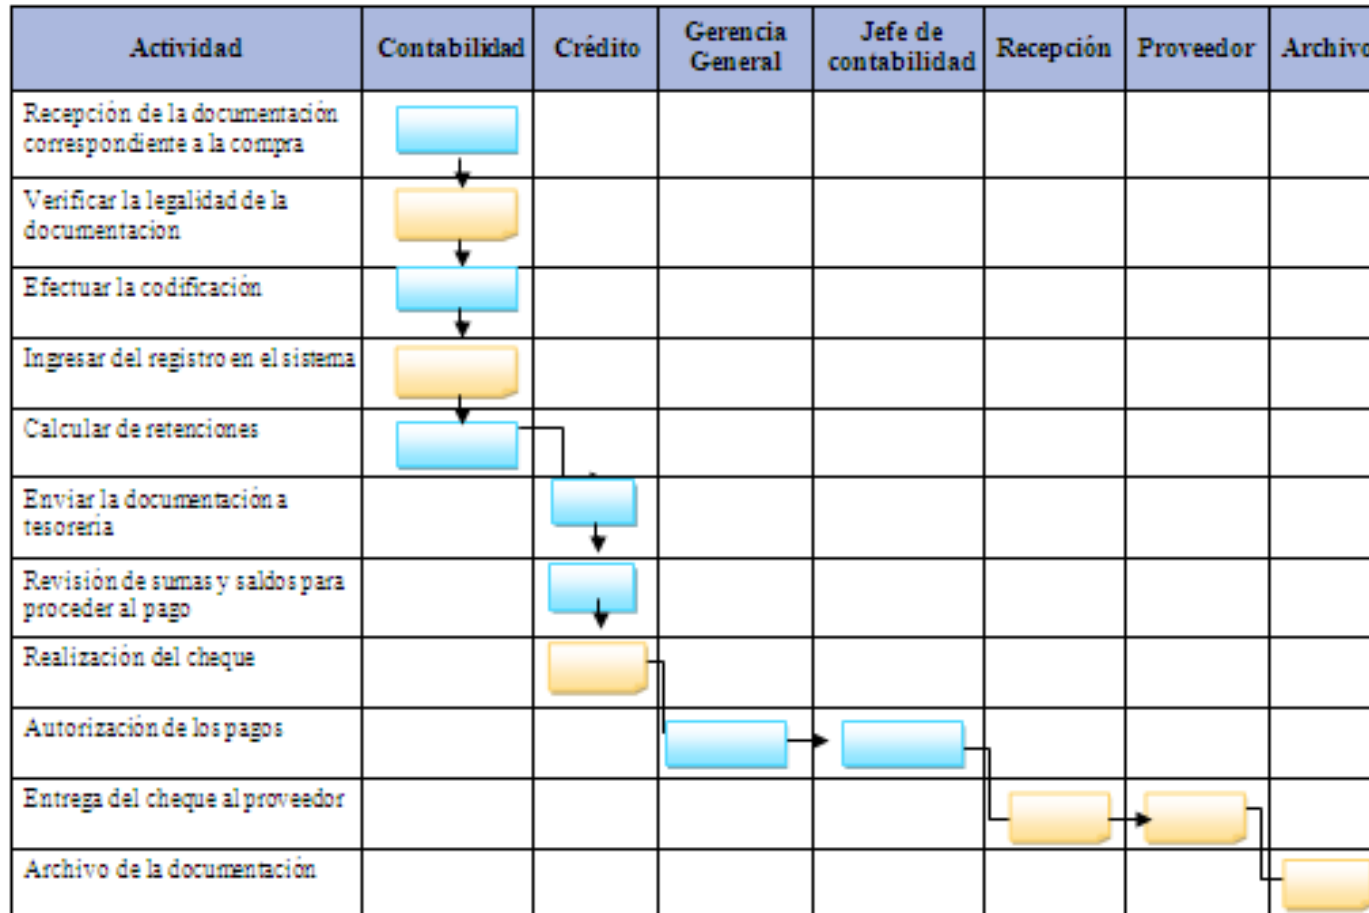 Actividad
Contabilidad
Crédito
Gerencia
General
Jefe de
contabilidad
Recepción
Proveedor
Archivo
Recepción de la documentación
correspondiente a la compra
Verificar la legalidad de la
documentacion
Efectuar la codificación
Ingresar del registro en el sistema
Calcular de retenciones
Enviar la documentación a
tesorería
Revisión de sumas y saldos para
proceder al pago
Realización del cheque
Autorización de los pagos
Entrega del cheque al proveedor
Archivo de la documentación